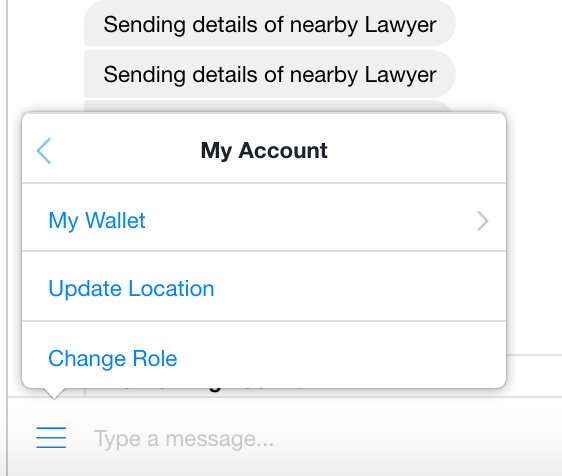 Sending details of nearby Lawyer
Sending details of nearby Lawyer
My Account
My Wallet
Update Location
Change Role
Type a message...